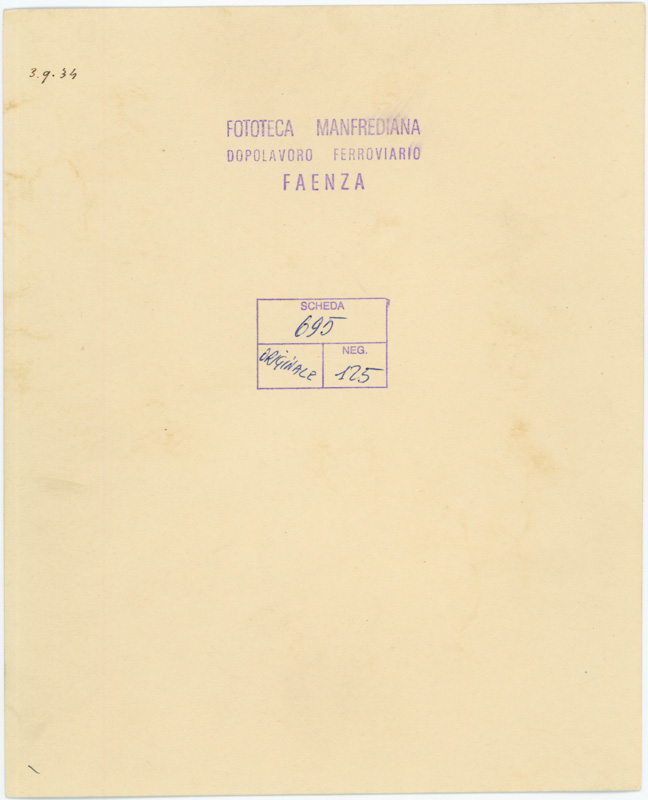 3.9.34
FOTOTECA MANFREDIANA
DOPOLAVORO FERROVIARIO
FAENZA
SCHEDA
695
ORIGINALE
NEG.
125